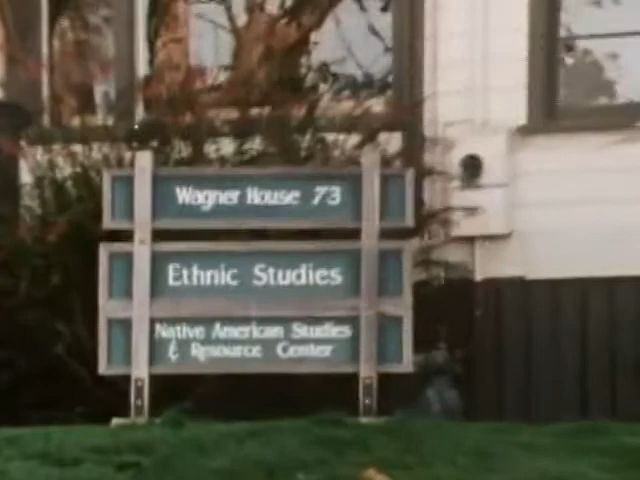 Wagner House 73
Ethnic Studies
Native American Studies
& Resource Center